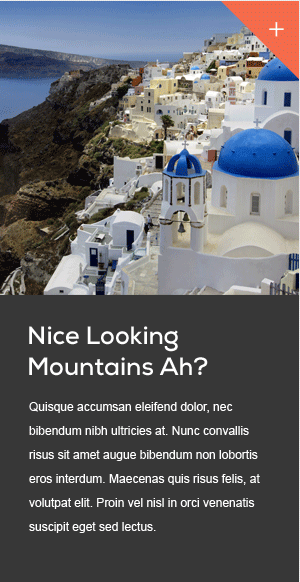 Nice Looking
Mountains Ah?
Quisque accumsan eleifend dolor, nec
bibendum nibh ultricies at. Nunc convallis
risus sit amet augue bibendum non lobortis
eros interdum. Maecenas quis risus felis, at
volutpat elit. Proin vel nisl in orci venenatis
suscipit eget sed lectus.